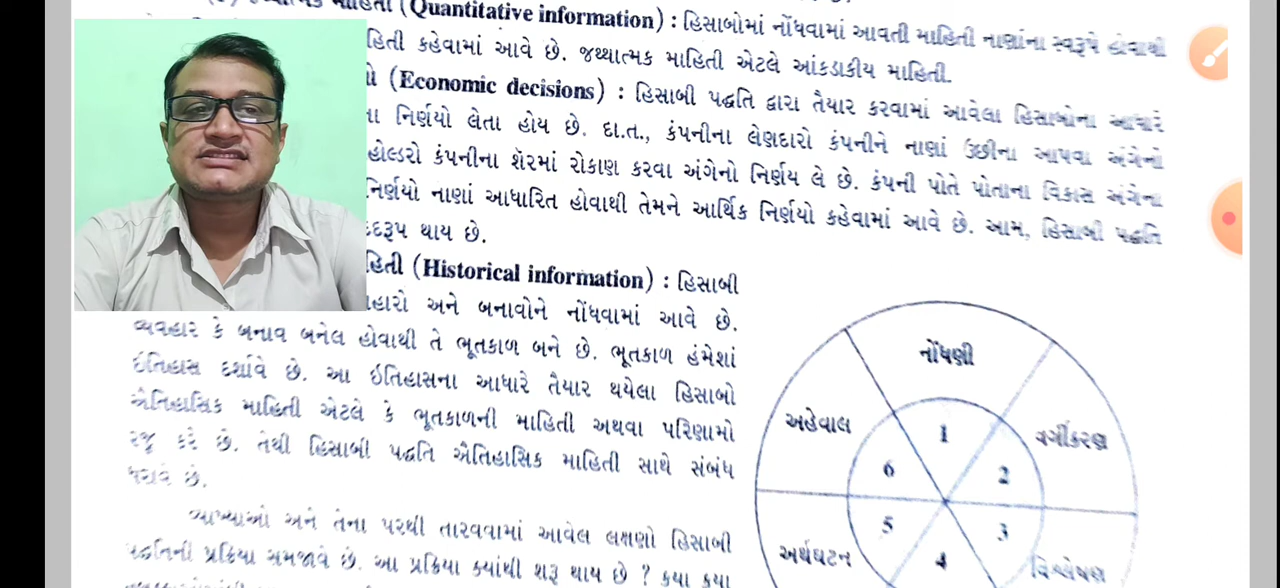 માહિતી (Quantitative information) : હિસાબોમાં નોંધવામાં આવતી માહિતી નાણાંના સ્વરૂપે હોવાથી
હિતી કહેવામાં આવે છે. જથ્થાત્મક માહિતી એટલે આંકડાકીય માહિતી.
(Economic decisions) : હિસાબી પદ્ધતિ દ્વારા તૈયાર કરવામાં આવેલા હિસાબોના આધારે
ના નિર્ણયો લેતા હોય છે. દા.ત., કંપનીના લેણદારો કંપનીને નાણાં ઉછીના આપવા અંગેનો
હોલ્ડરો કંપનીના શૅરમાં રોકાણ કરવા અંગેનો નિર્ણય લે છે. કંપની પોતે પોતાના વિકાસ અંગેના
નિર્ણયો નાણાં આધારિત હોવાથી તેમને આર્થિક નિર્ણયો કહેવામાં આવે છે. આમ, હિસાબી પદ્ધતિ
દદરૂપ થાય છે.
હિતી (Historical information) : હિસાબી
હારો અને બનાવોને નોંધવામાં આવે છે.
વ્યવહાર કે બનાવ બનેલ હોવાથી તે ભૂતકાળ બને છે. ભૂતકાળ હંમેશાં
ઇતિહાસ દર્શાવે છે. આ ઇતિહાસના આધારે તૈયાર થયેલા હિસાબો
ઐતિહાસિક માહિતી એટલે કે ભૂતકાળની માહિતી અથવા પરિણામો
રજૂ કરે છે. તેથી હિસાબી પદ્ધતિ ઐતિહાસિક માહિતી સાથે સંબંધ
ધરાવે છે.
વ્યાખ્યાઓ અને તેના પરથી તારવવામાં આવેલ લક્ષણો હિસાબી
પદ્ધતિની પ્રક્રિયા સમજાવે છે. આ પ્રક્રિયા ક્યાંથી શરૂ થાય છે ? કયા કયા
નોંધણી
1
વર્ગીકરણ
2
3
વિશ્લેષણ
4
5
અર્થઘટન
6
અહેવાલ